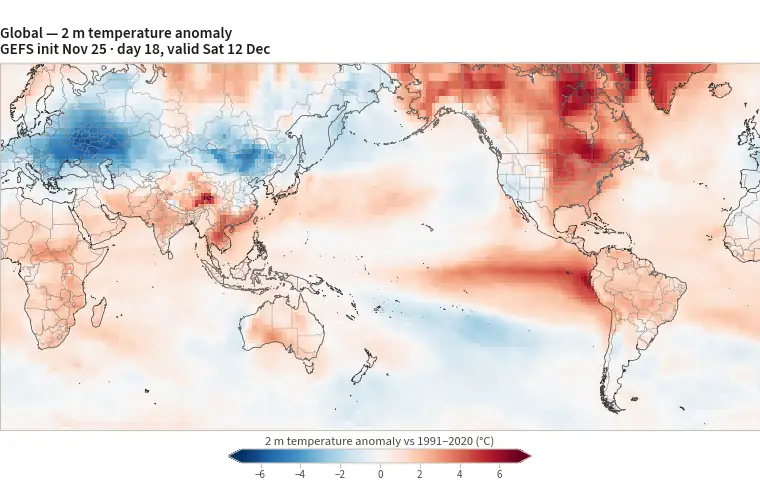 Global — 2 m temperature anomaly
GEFS init Nov 25 · day 18, valid Sat 12 Dec
2 m temperature anomaly vs 1991–2020 (°C)
−6 −4 −2 0 2 4 6